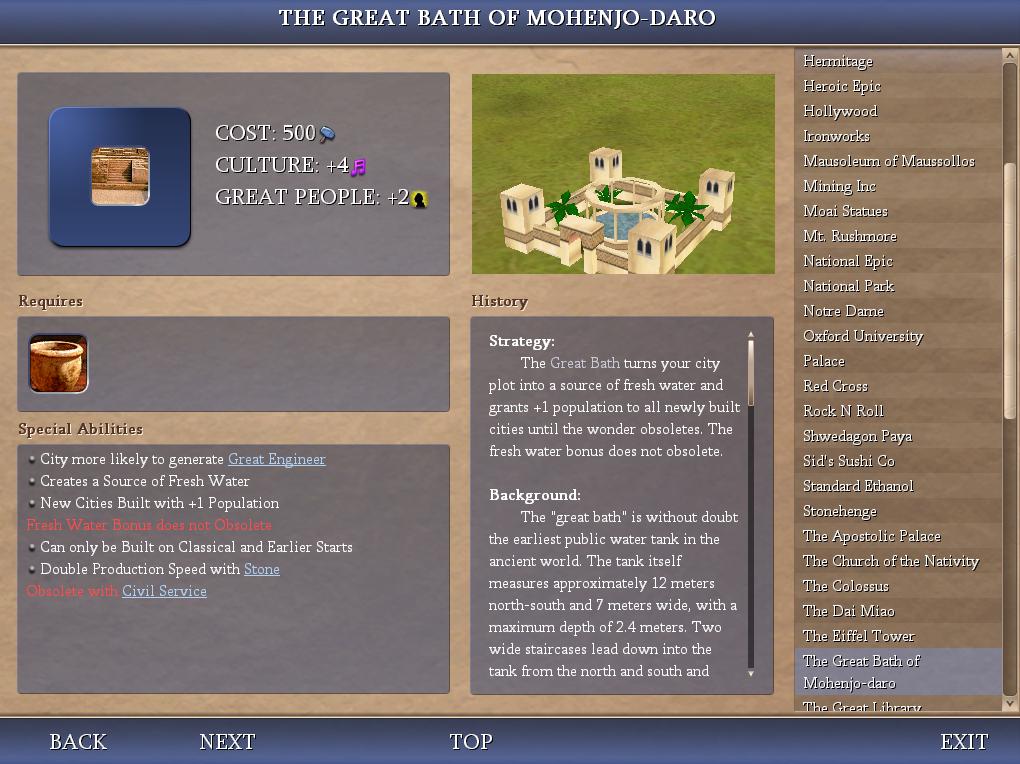 THE GREAT BATH OF MOHENJO-DARO
COST: 500
CULTURE: +4
GREAT PEOPLE: +2
Requires
Special Abilities
City more likely to generate Great Engineer
Creates a Source of Fresh Water
New Cities Built with +1 Population
Fresh Water Bonus does not Obsolete
Can only be Built on Classical and Earlier Starts
Double Production Speed with Stone
Obsolete with Civil Service
History
Strategy:
The Great Bath turns your city
plot into a source of fresh water and
grants +1 population to all newly built
cities until the wonder obsoletes. The
fresh water bonus does not obsolete.
Background:
The "great bath" is without doubt
the earliest public water tank in the
ancient world. The tank itself
measures approximately 12 meters
north-south and 7 meters wide, with a
maximum depth of 2.4 meters. Two
wide staircases lead down into the
tank from the north and south and
Hermitage
Heroic Epic
Hollywood
Ironworks
Mausoleum of Maussollos
Mining Inc
Moai Statues
Mt. Rushmore
National Epic
National Park
Notre Dame
Oxford University
Palace
Red Cross
Rock N Roll
Shwedagon Paya
Sid's Sushi Co
Standard Ethanol
Stonehenge
The Apostolic Palace
The Church of the Nativity
The Colossus
The Dai Miao
The Eiffel Tower
The Great Bath of
Mohenjo-daro
The Great Library
BACK
NEXT
TOP
EXIT